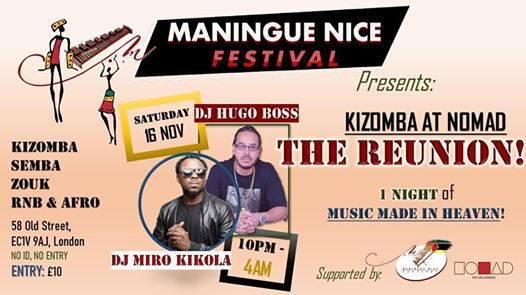 MANINGUE NICE
FESTIVAL
Presents:
SATURDAY
16 NOV
DJ HUGO BOSS
KIZOMBA AT NOMAD
THE REUNION!
KIZOMBA
SEMBA
ZOUK
RNB & AFRO
1 NIGHT of
MUSIC MADE IN HEAVEN!
58 Old Street,
EC1V 9AJ, London
NO ID, NO ENTRY
ENTRY: £10
DJ MIRO KIKOLA
10PM -
4AM
Supported by:
MANINGUE NICE